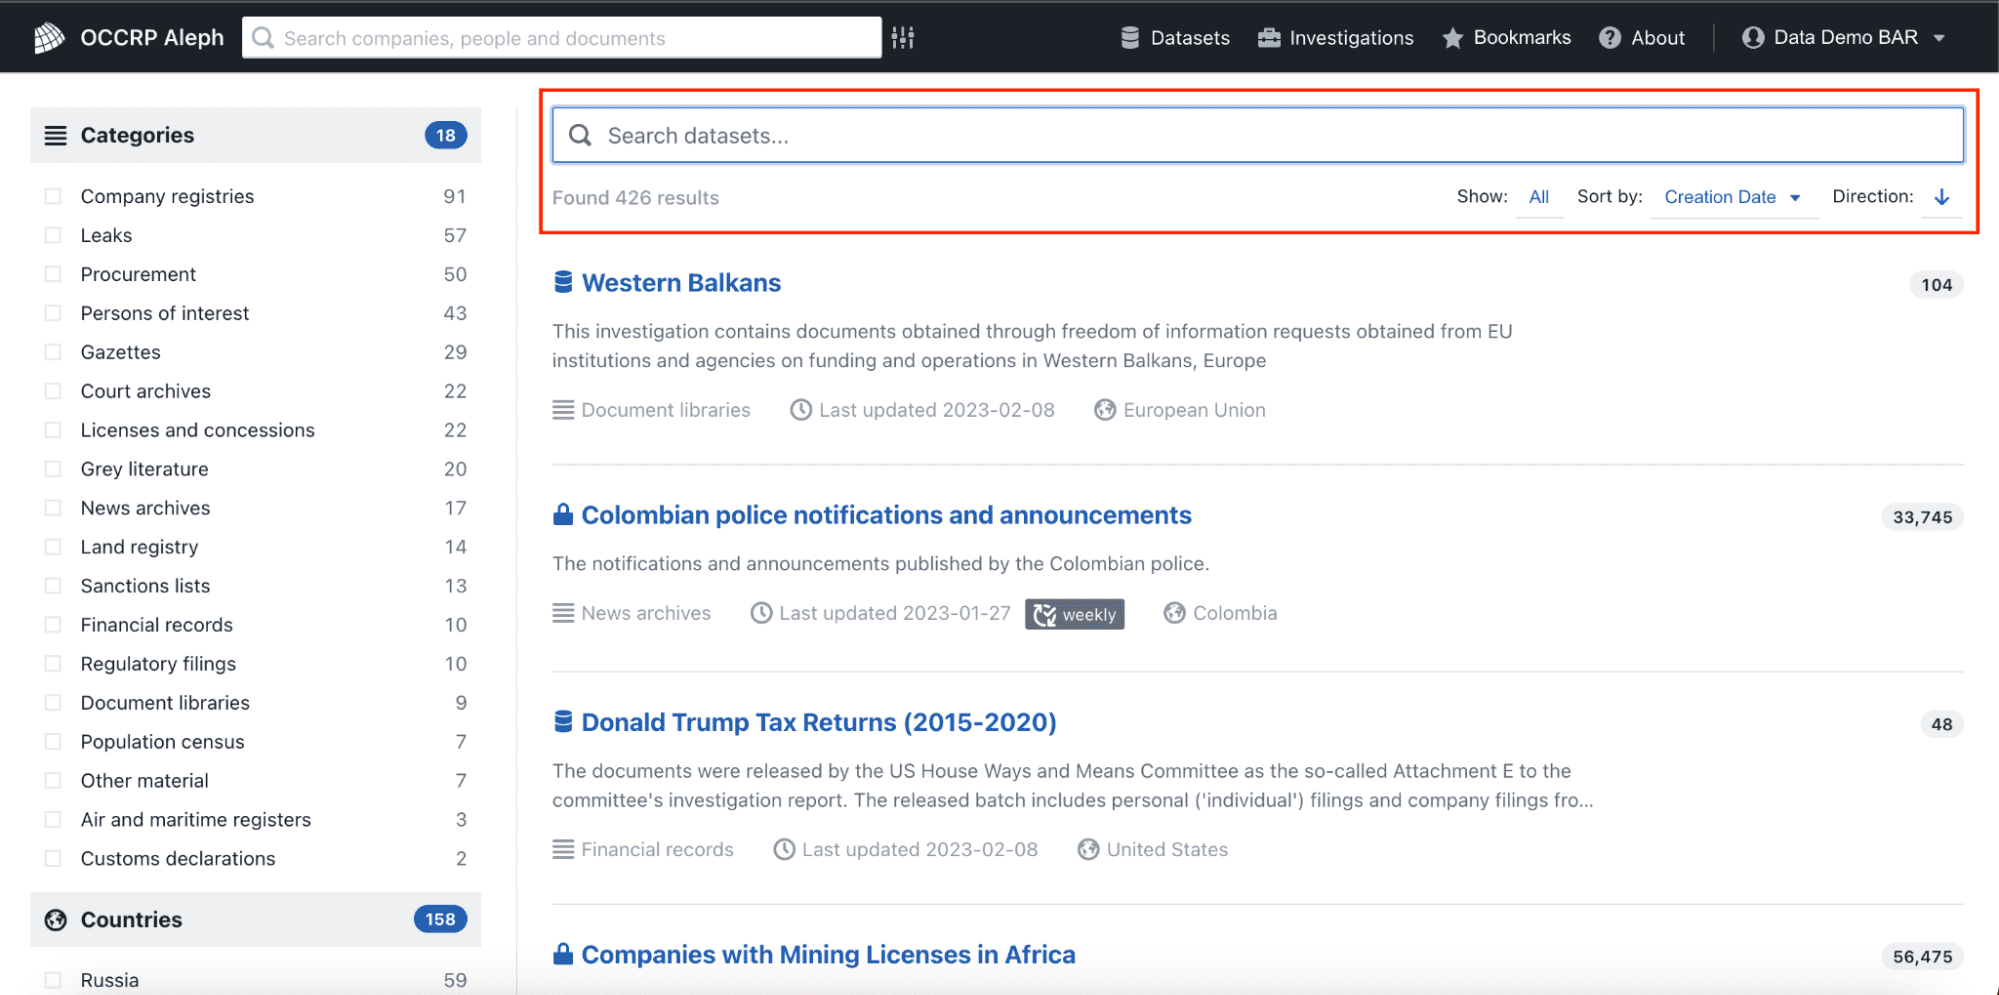 OCCRP Aleph
Search companies, people and documents
Datasets
Investigations
Bookmarks
About
Data Demo BAR
Categories 18
Company registries 91
Leaks 57
Procurement 50
Persons of interest 43
Gazettes 29
Court archives 22
Licenses and concessions 22
Grey literature 20
News archives 17
Land registry 14
Sanctions lists 13
Financial records 10
Regulatory filings 10
Document libraries 9
Population census 7
Other material 7
Air and maritime registers 3
Customs declarations 2
Countries 158
Russia 59
Search datasets...
Found 426 results
Show: All Sort by: Creation Date Direction:
Western Balkans 104
This investigation contains documents obtained through freedom of information requests obtained from EU
institutions and agencies on funding and operations in Western Balkans, Europe
Document libraries Last updated 2023-02-08 European Union
Colombian police notifications and announcements 33,745
The notifications and announcements published by the Colombian police.
News archives Last updated 2023-01-27 weekly Colombia
Donald Trump Tax Returns (2015-2020) 48
The documents were released by the US House Ways and Means Committee as the so-called Attachment E to the
committee's investigation report. The released batch includes personal ('individual') filings and company filings fro...
Financial records Last updated 2023-02-08 United States
Companies with Mining Licenses in Africa 56,475